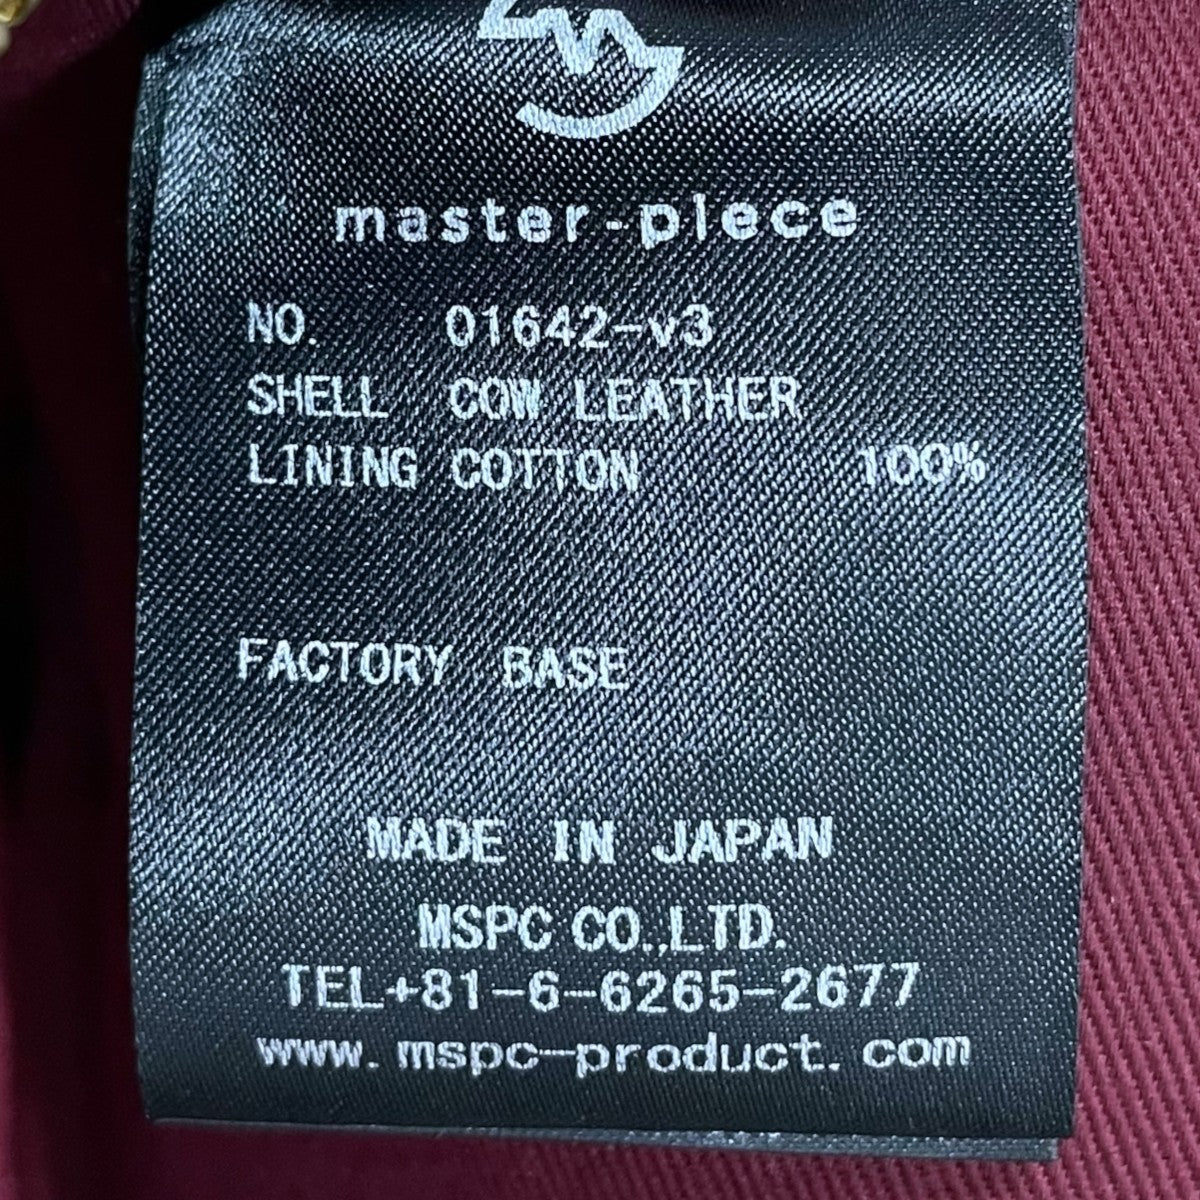 master-piece
NO. 01642-v3
SHELL COW LEATHER
LINING COTTON 100%
FACTORY BASE
MADE IN JAPAN
MSPC CO.,LTD.
TEL+81-6-6265-2677
www.mspc-product.com